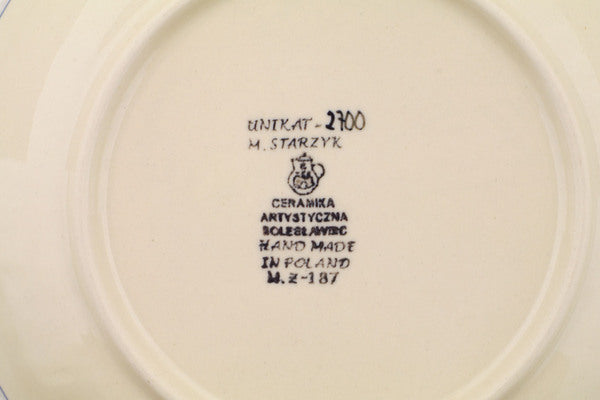 UNIKAT-2700
M. STARZYK
CERAMIKA
ARTYSTYCZNA
BOLESŁAWIEC
HAND MADE
IN POLAND
M.Z-187